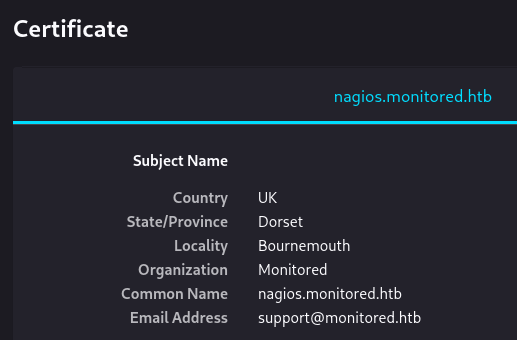 Certificate
nagios.monitored.htb
Subject Name
Country UK
State/Province Dorset
Locality Bournemouth
Organization Monitored
Common Name nagios.monitored.htb
Email Address support@monitored.htb